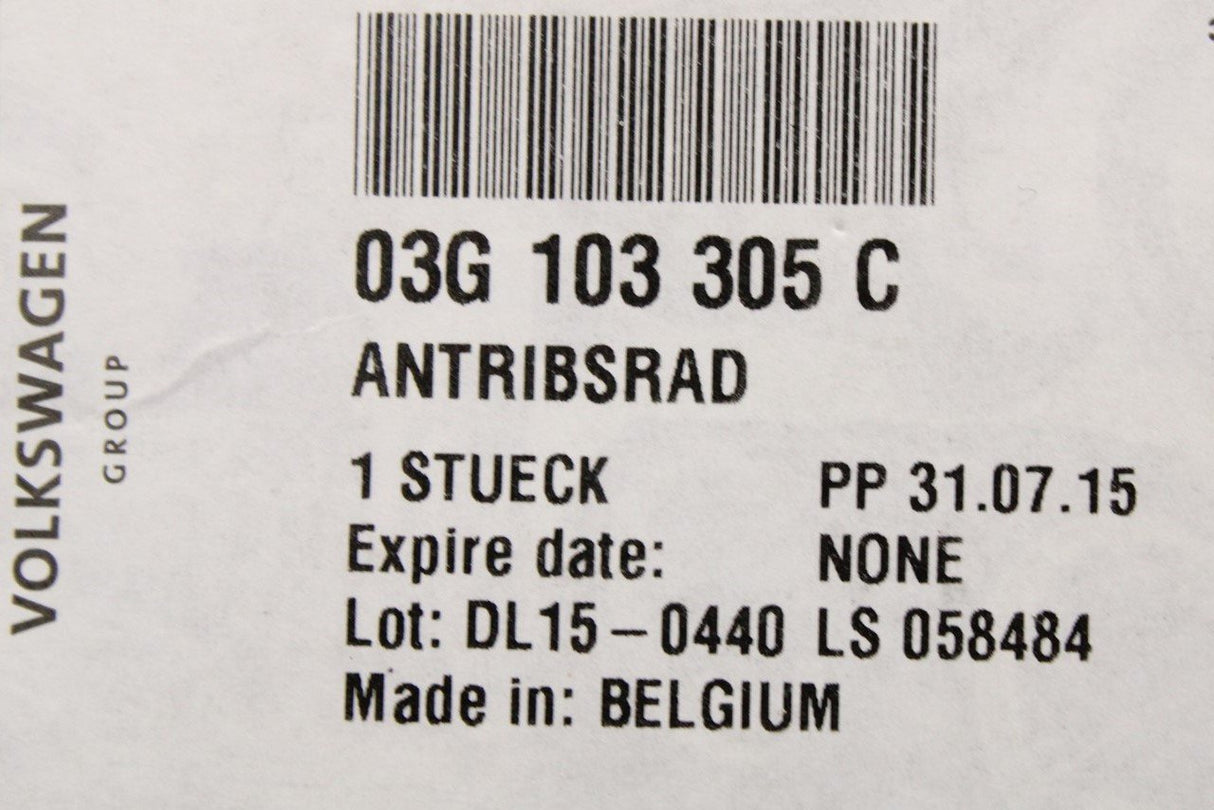 VOLKSWAGEN
GROUP
03G 103 305 C
ANTRIBSRAD
1 STUECK PP 31.07.15
Expire date: NONE
Lot: DL15-0440 LS 058484
Made in: BELGIUM